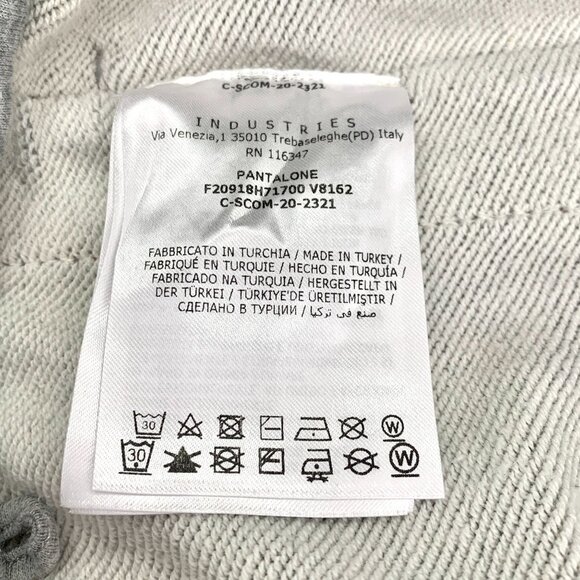 C-SCOM-20-2321
INDUSTRIES
Via Venezia,1 35010 Trebaseleghe(PD) Italy
RN 116347
PANTALONE
F20918H71700 V8162
C-SCOM-20-2321
FABBRICATO IN TURCHIA / MADE IN TURKEY /
FABRIQUÉ EN TURQUIE / HECHO EN TURQUÍA /
FABRICADO NA TURQUIA / HERGESTELLT IN
DER TÜRKEI / TÜRKIYE'DE ÜRETILMIŞTIR /
СДЕЛАНО В ТУРЦИИ / صنع في تركيا
30 W
30 W